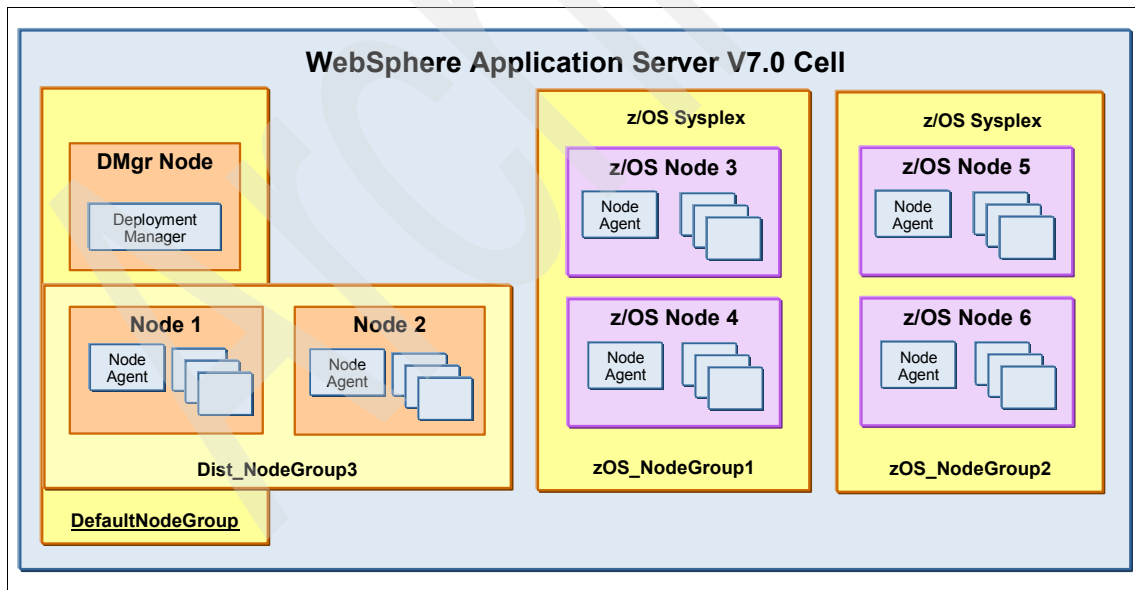 WebSphere Application Server V7.0 Cell
DMgr Node
Deployment
Manager
Node 1
Node
Agent
Node 2
Node
Agent
Dist_NodeGroup3
DefaultNodeGroup
z/OS Sysplex
z/OS Node 3
Node
Agent
z/OS Node 4
Node
Agent
zOS_NodeGroup1
z/OS Sysplex
z/OS Node 5
Node
Agent
z/OS Node 6
Node
Agent
zOS_NodeGroup2